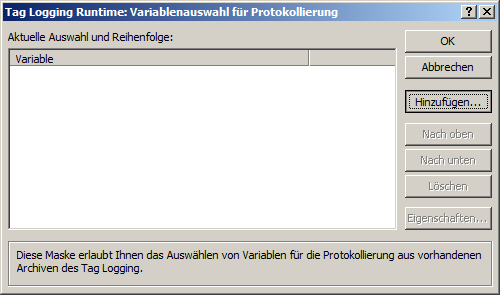 Tag Logging Runtime: Variablenauswahl für Protokollierung
Aktuelle Auswahl und Reihenfolge:
Variable
OK
Abbrechen
Hinzufügen...
Nach oben
Nach unten
Löschen
Eigenschaften...
Diese Maske erlaubt Ihnen das Auswählen von Variablen für die Protokollierung aus vorhandenen
Archiven des Tag Logging.